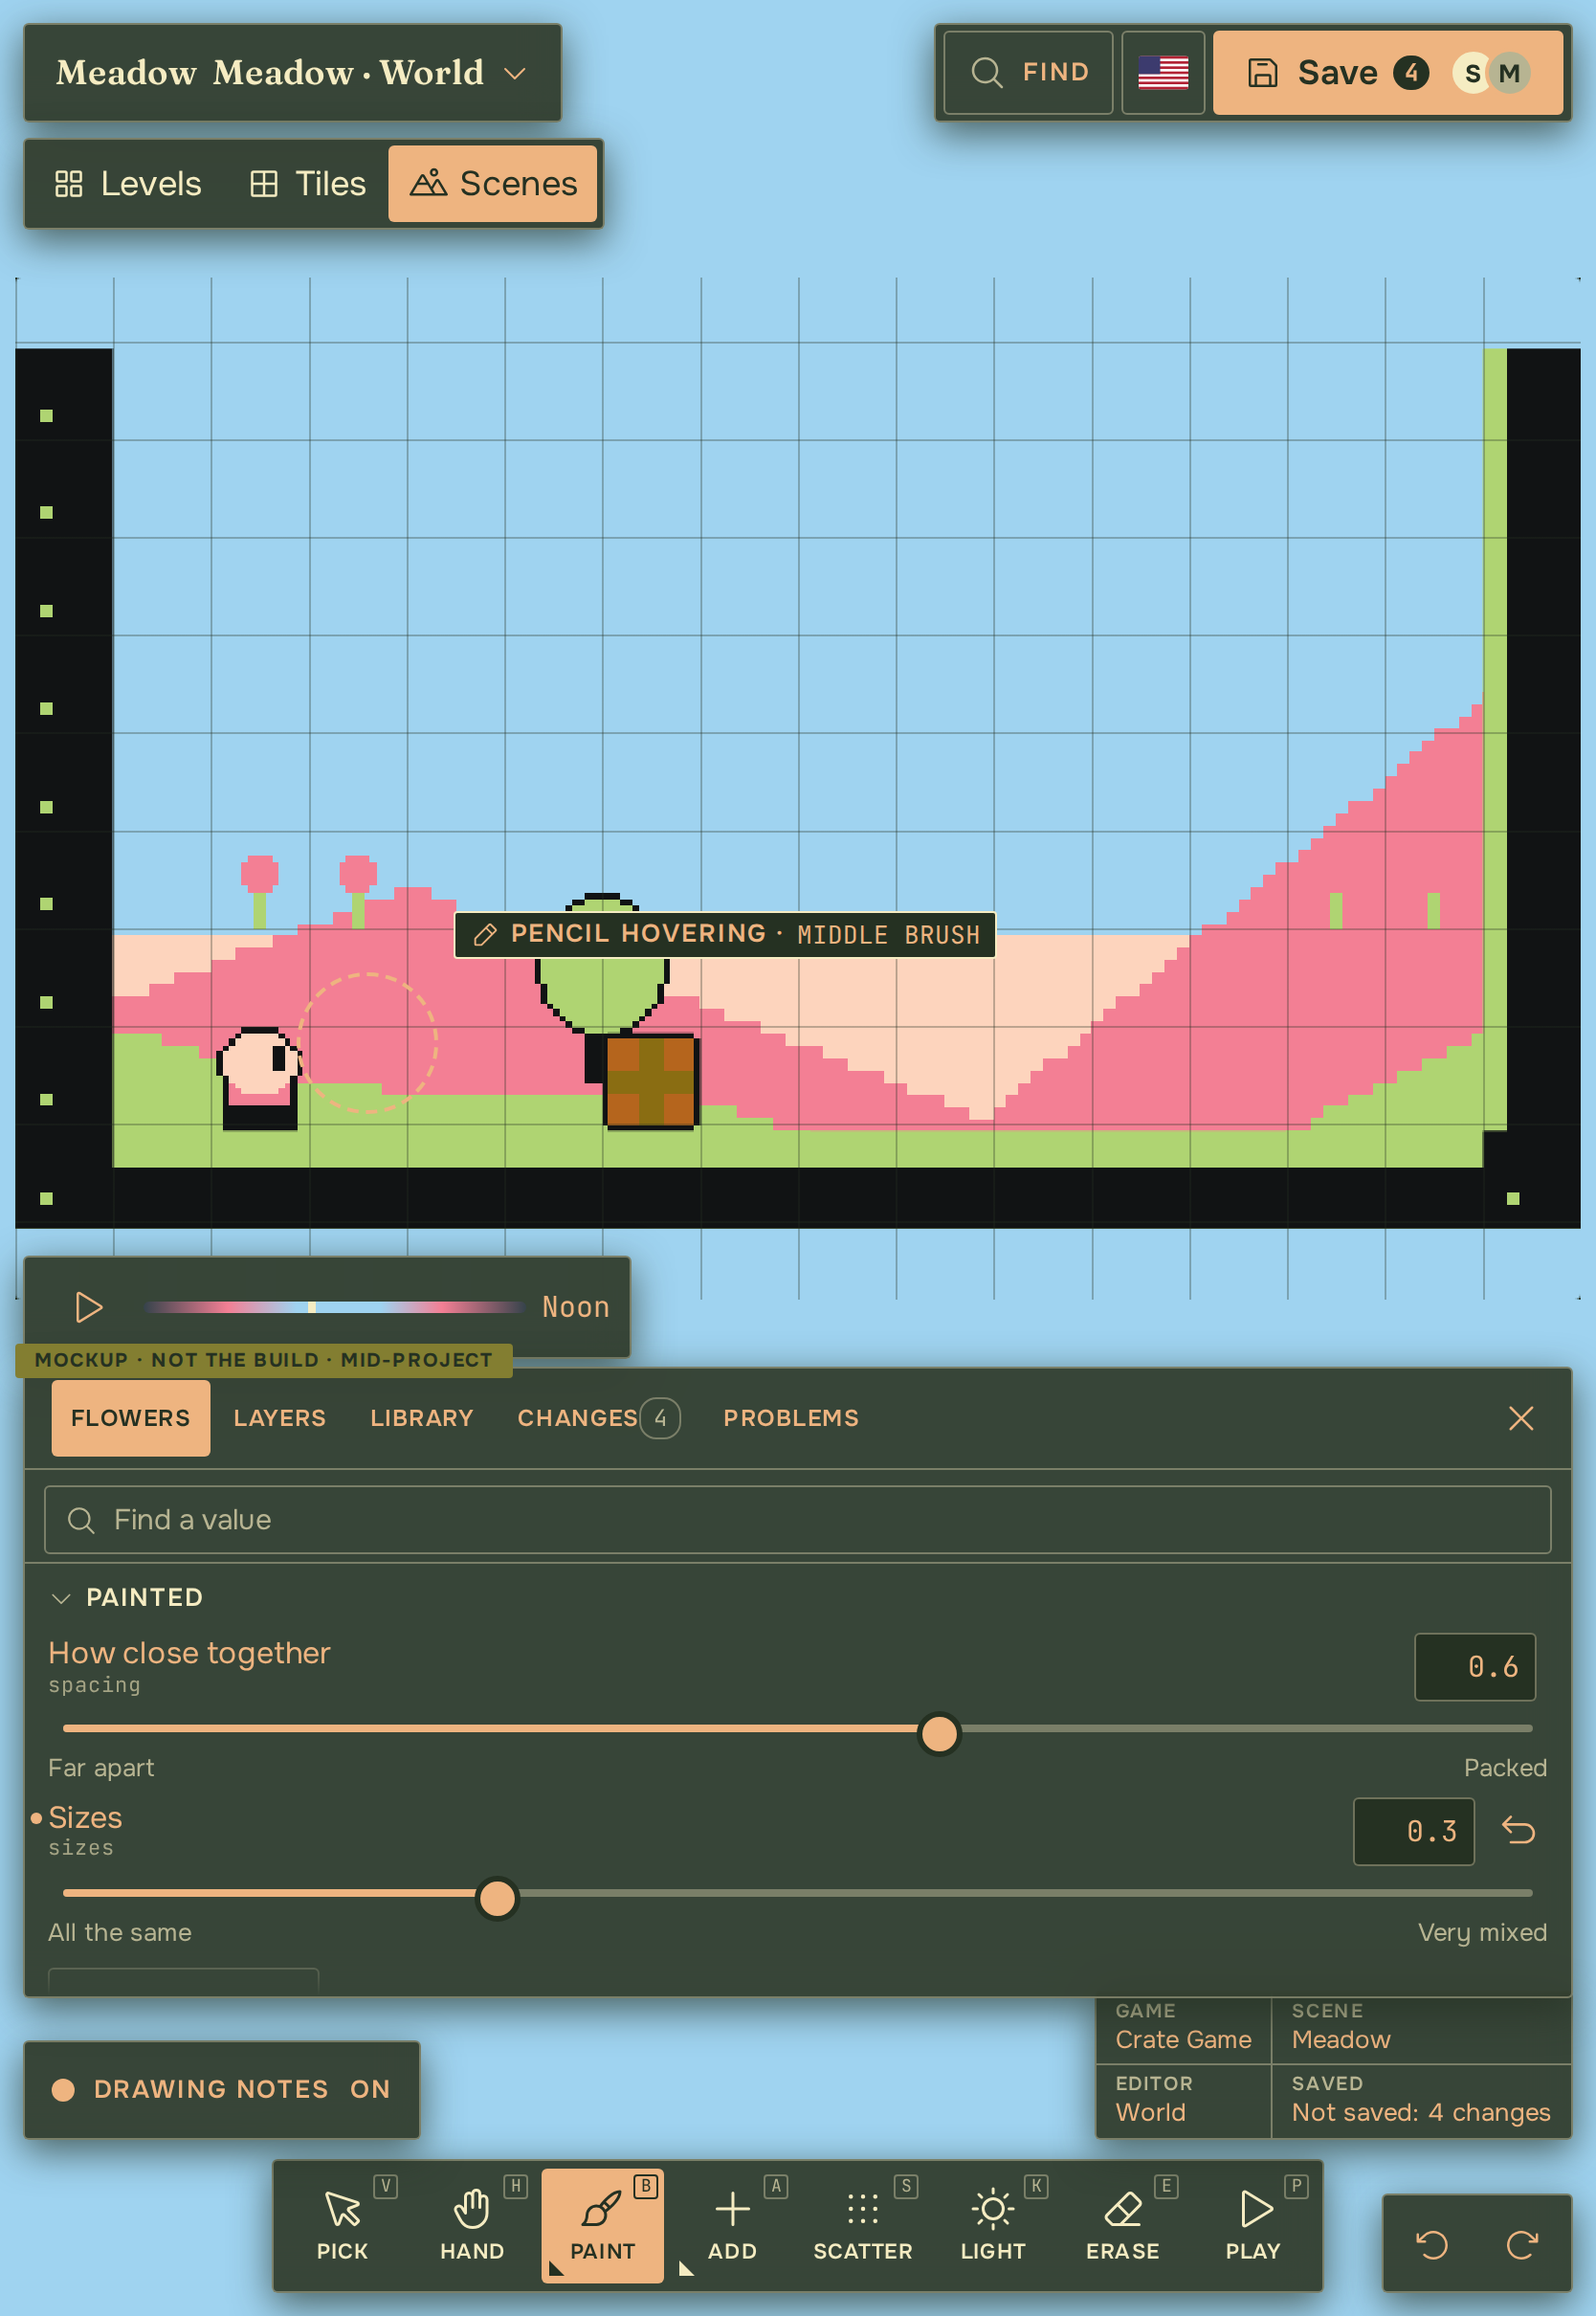 Meadow Meadow · World
FIND
Save 4 S M
Levels Tiles Scenes
PENCIL HOVERING · MIDDLE BRUSH
Noon
MOCKUP · NOT THE BUILD · MID-PROJECT
FLOWERS LAYERS LIBRARY CHANGES 4 PROBLEMS
Find a value
PAINTED
How close together
spacing
0.6
Far apart Packed
Sizes
sizes
0.3
All the same Very mixed
GAME SCENE
Crate Game Meadow
EDITOR SAVED
World Not saved: 4 changes
DRAWING NOTES ON
V H B A S K E P
PICK HAND PAINT ADD SCATTER LIGHT ERASE PLAY